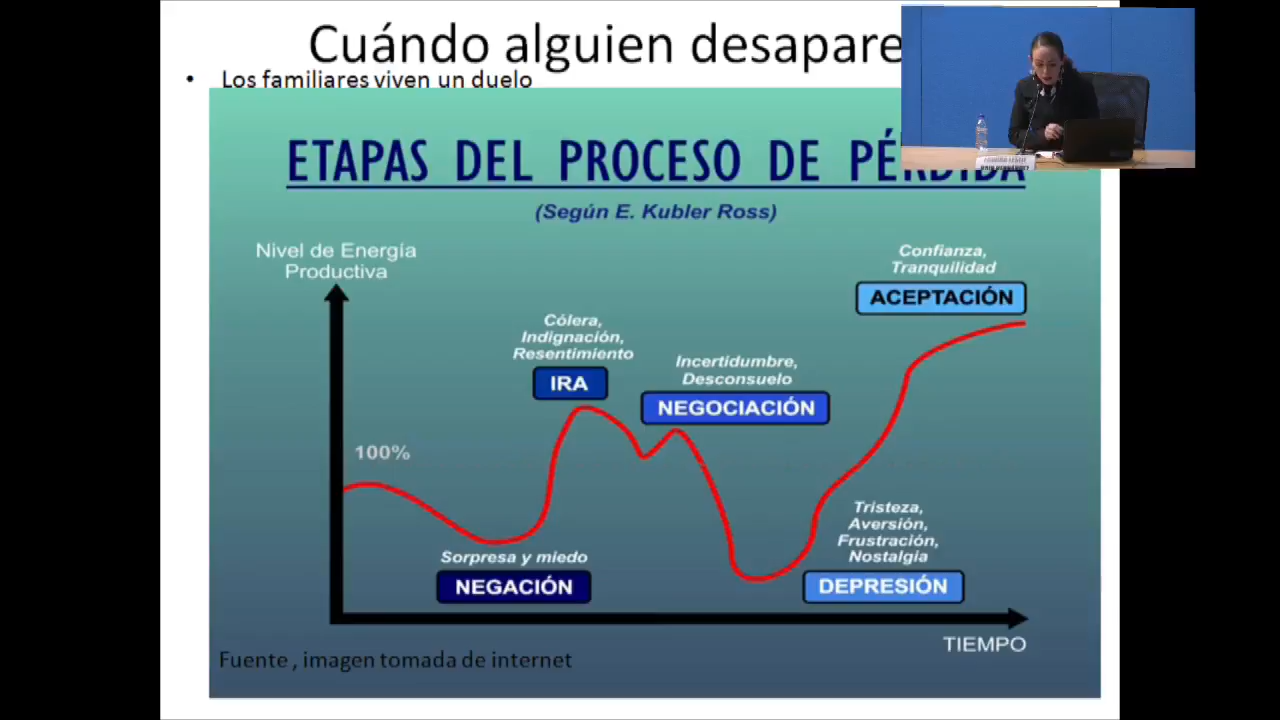 Cuándo alguien desapare
• Los familiares viven un duelo
ETAPAS DEL PROCESO DE PÉRDIDA
(Según E. Kubler Ross)
Nivel de Energía
Productiva
Confianza,
Tranquilidad
ACEPTACIÓN
Cólera,
Indignación,
Resentimiento
IRA
Incertidumbre,
Desconsuelo
NEGOCIACIÓN
100%
Tristeza,
Aversión,
Frustración,
Nostalgia
DEPRESIÓN
Sorpresa y miedo
NEGACIÓN
TIEMPO
Fuente , imagen tomada de internet